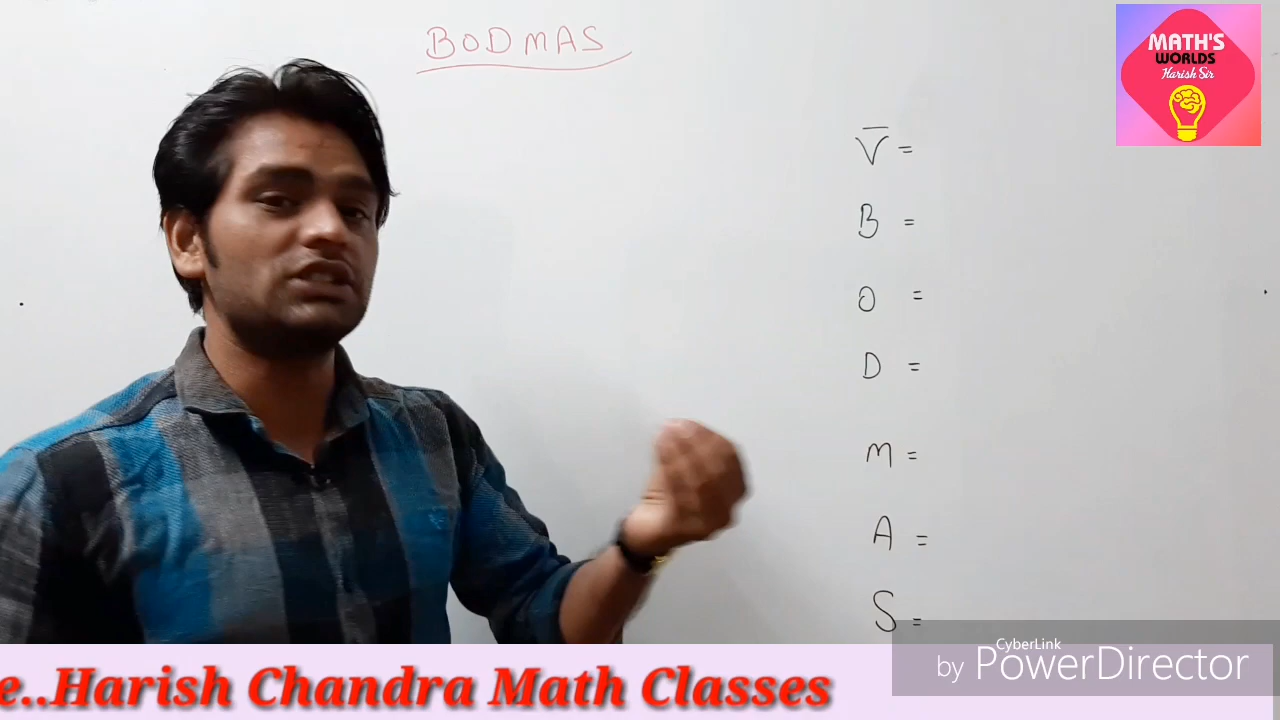 BODMAS
MATH'S
WORLDS
Harish Sir
V̅ =
B =
O =
D =
M =
A =
S =
CyberLink
by PowerDirector
e..Harish Chandra Math Classes